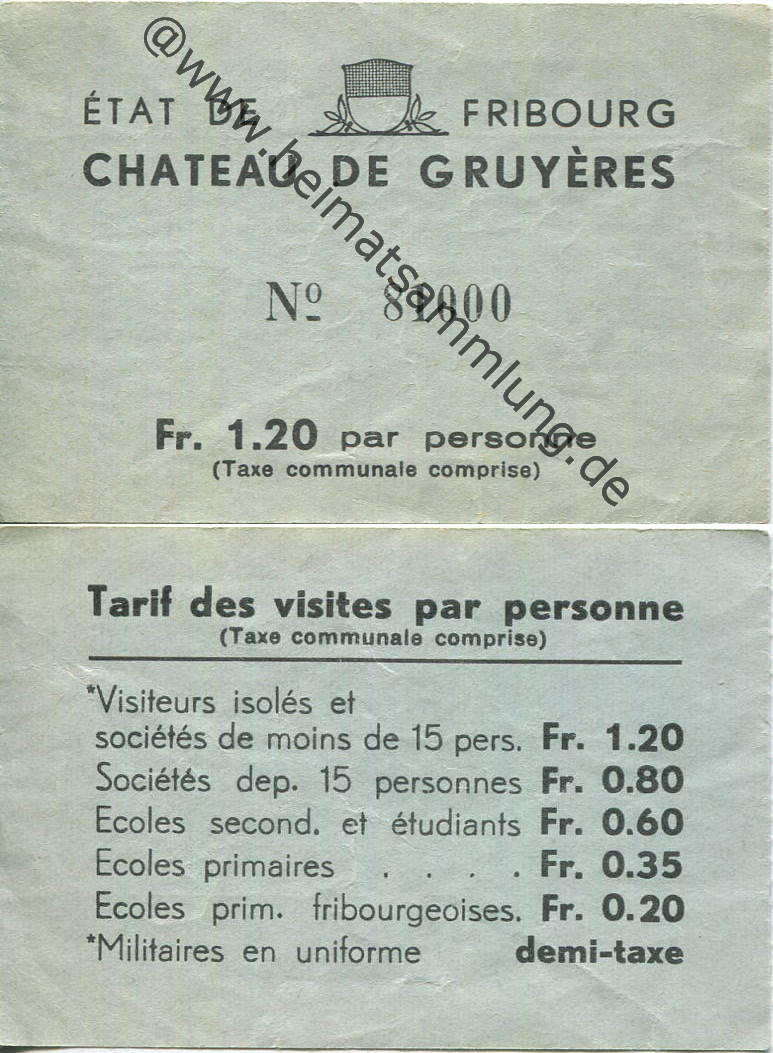 ÉTAT DE FRIBOURG
CHATEAU DE GRUYÈRES
Nº 81000
Fr. 1.20 par personne
(Taxe communale comprise)
@www.heimatsammlung.de
Tarif des visites par personne
(Taxe communale comprise)
*Visiteurs isolés et
sociétés de moins de 15 pers. Fr. 1.20
Sociétés dep. 15 personnes Fr. 0.80
Ecoles second. et étudiants Fr. 0.60
Ecoles primaires . . . . Fr. 0.35
Ecoles prim. fribourgeoises. Fr. 0.20
*Militaires en uniforme demi-taxe